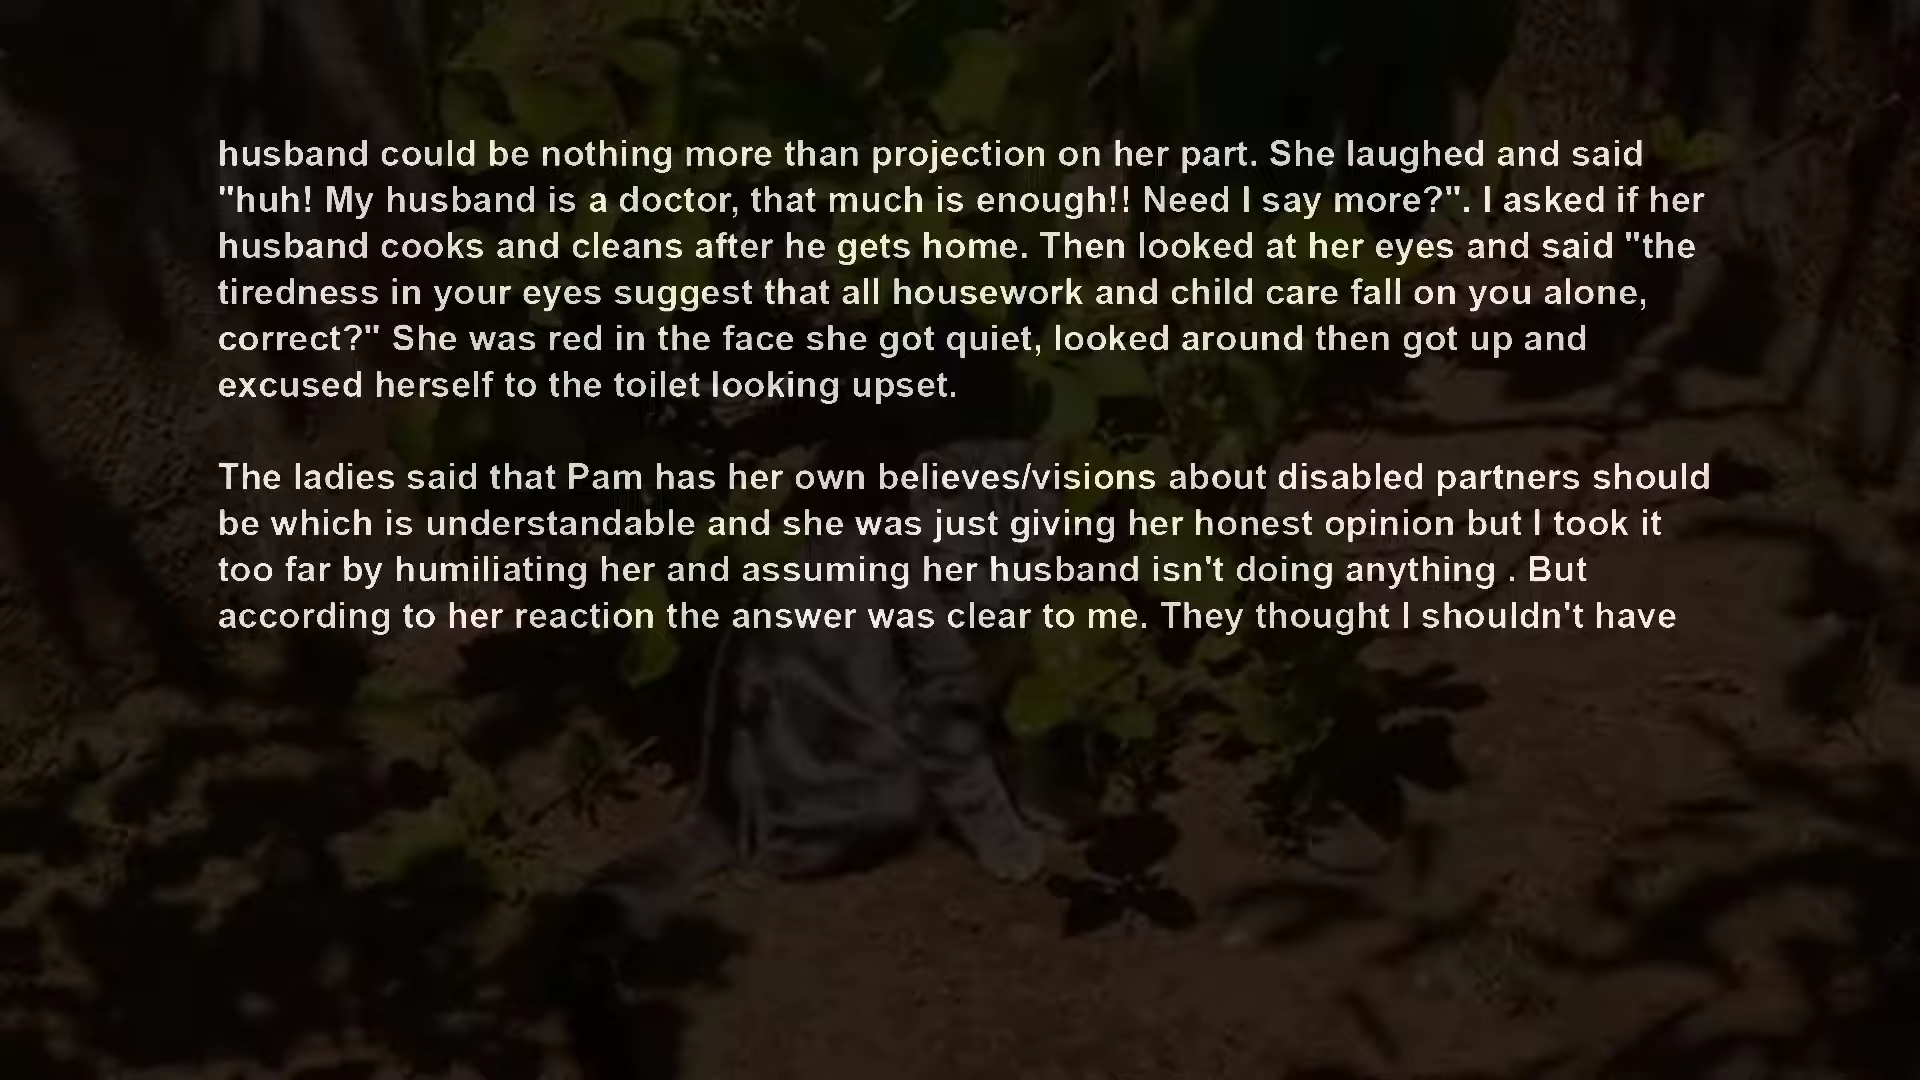 husband could be nothing more than projection on her part. She laughed and said
"huh! My husband is a doctor, that much is enough!! Need I say more?". I asked if her
husband cooks and cleans after he gets home. Then looked at her eyes and said "the
tiredness in your eyes suggest that all housework and child care fall on you alone,
correct?" She was red in the face she got quiet, looked around then got up and
excused herself to the toilet looking upset.
The ladies said that Pam has her own believes/visions about disabled partners should
be which is understandable and she was just giving her honest opinion but I took it
too far by humiliating her and assuming her husband isn't doing anything . But
according to her reaction the answer was clear to me. They thought I shouldn't have